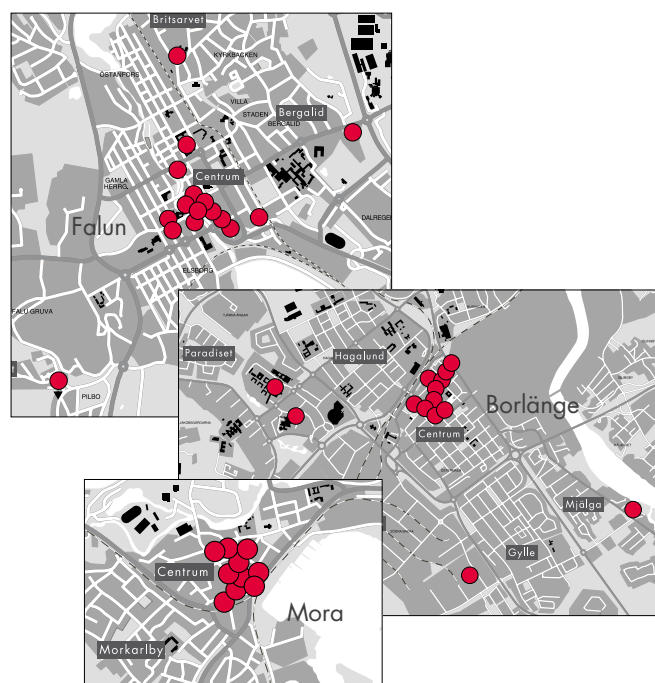 Britsarvet
KYRKBACKEN
ÖSTANFORS
VILLA
STADEN
Bergalid
BERGALID
GAMLA
HERRG.
Centrum
DALREGEM
Falun
ELSBORG
FALU GRUVA
PILBO
Paradiset
Hagalund
Borlänge
Centrum
Mjälga
Gylle
Centrum
Mora
Morkarlby